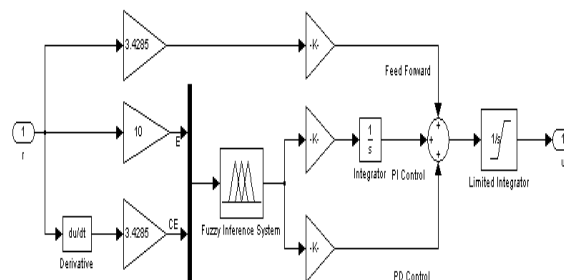 3.4285
-K-
Feed Forward
1
r
10
E
-K-
1
s
Integrator
PI Control
+
+
+
1/s
Limited Integrator
1
u
Fuzzy Inference System
du/dt
Derivative
3.4285
CE
-K-
PD Control